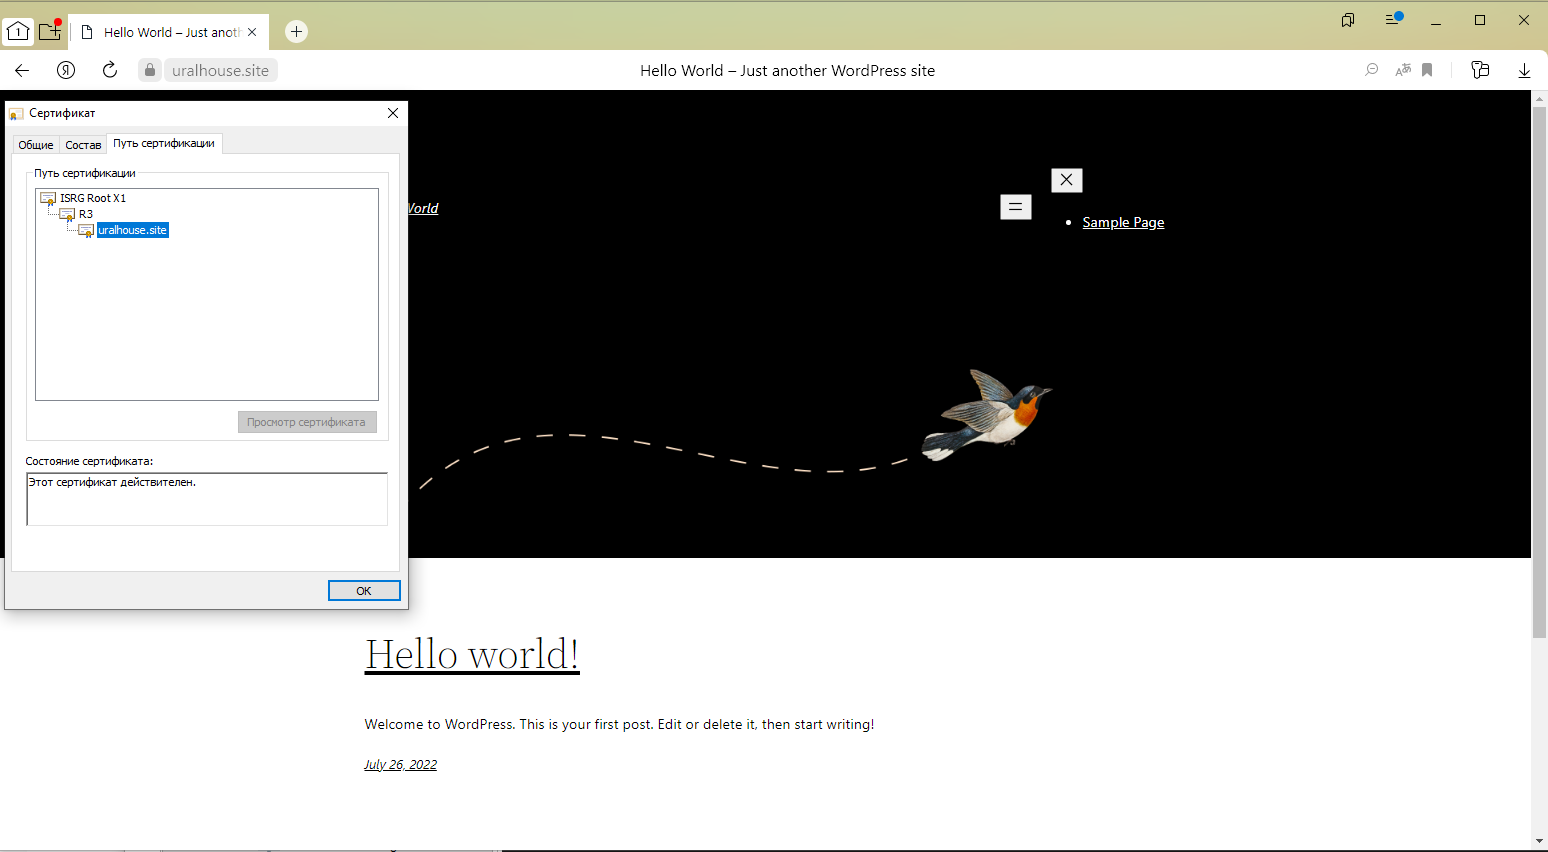 1
Hello World – Just anoth
Я
uralhouse.site
Hello World – Just another WordPress site
Сертификат
Общие
Состав
Путь сертификации
Путь сертификации
ISRG Root X1
R3
uralhouse.site
Просмотр сертификата
Состояние сертификата:
Этот сертификат действителен.
OK
World
Sample Page
Hello world!
Welcome to WordPress. This is your first post. Edit or delete it, then start writing!
July 26, 2022